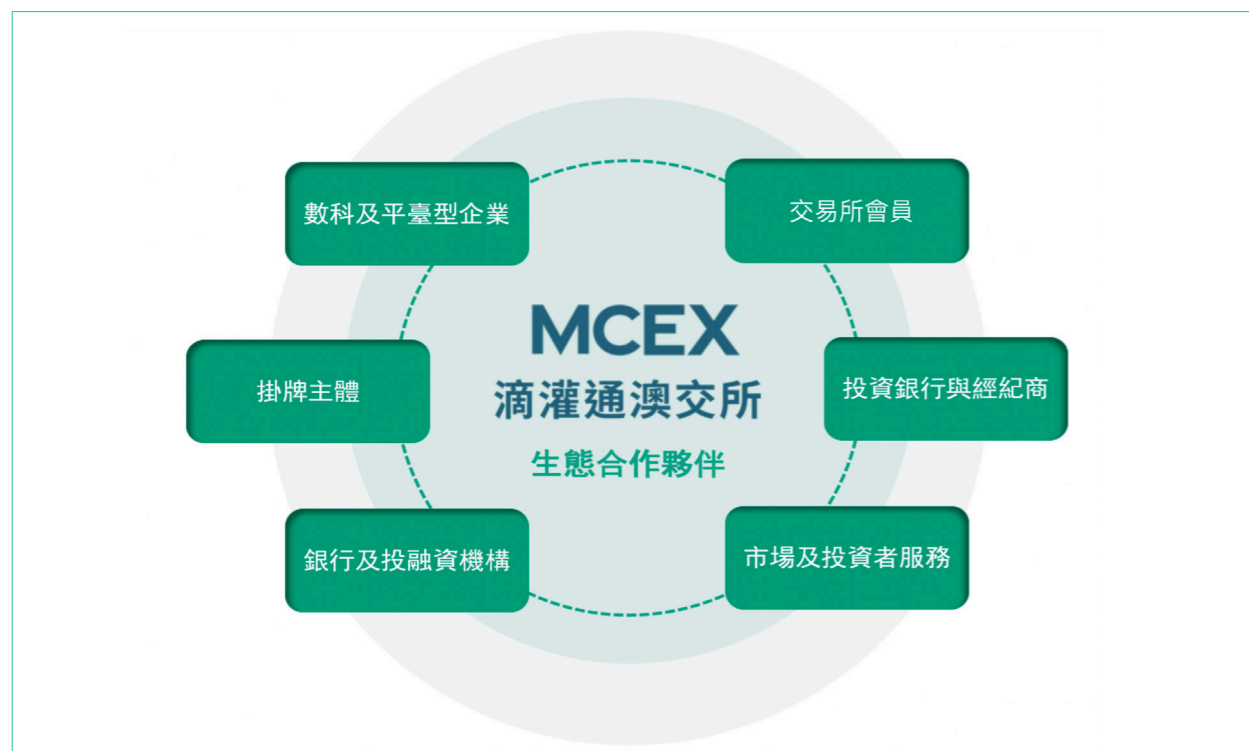 數科及平臺型企業
交易所會員
MCEX
滴灌通澳交所
生態合作夥伴
掛牌主體
投資銀行與經紀商
銀行及投融資機構
市場及投資者服務